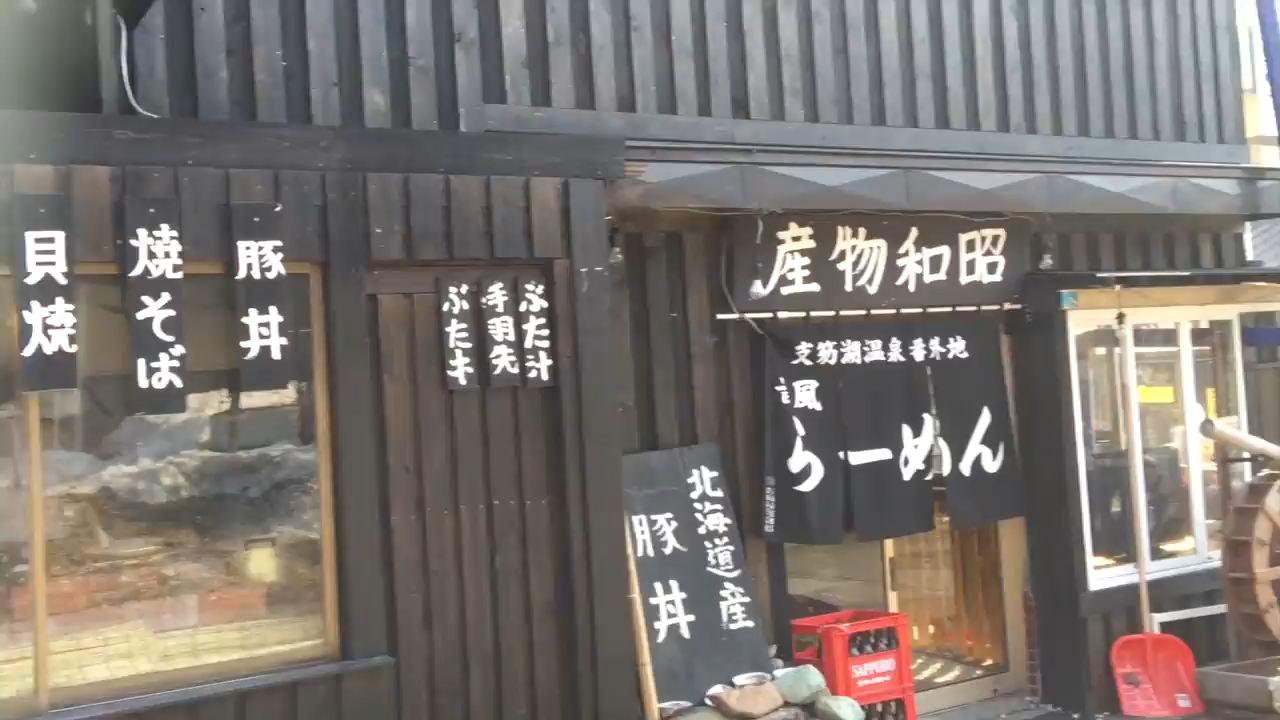 貝焼
焼そば
豚丼
ぶた汁
手羽先
ぶた串
産物和昭
支笏湖温泉番外地
風
らーめん
北海道産
豚丼
SAPPORO